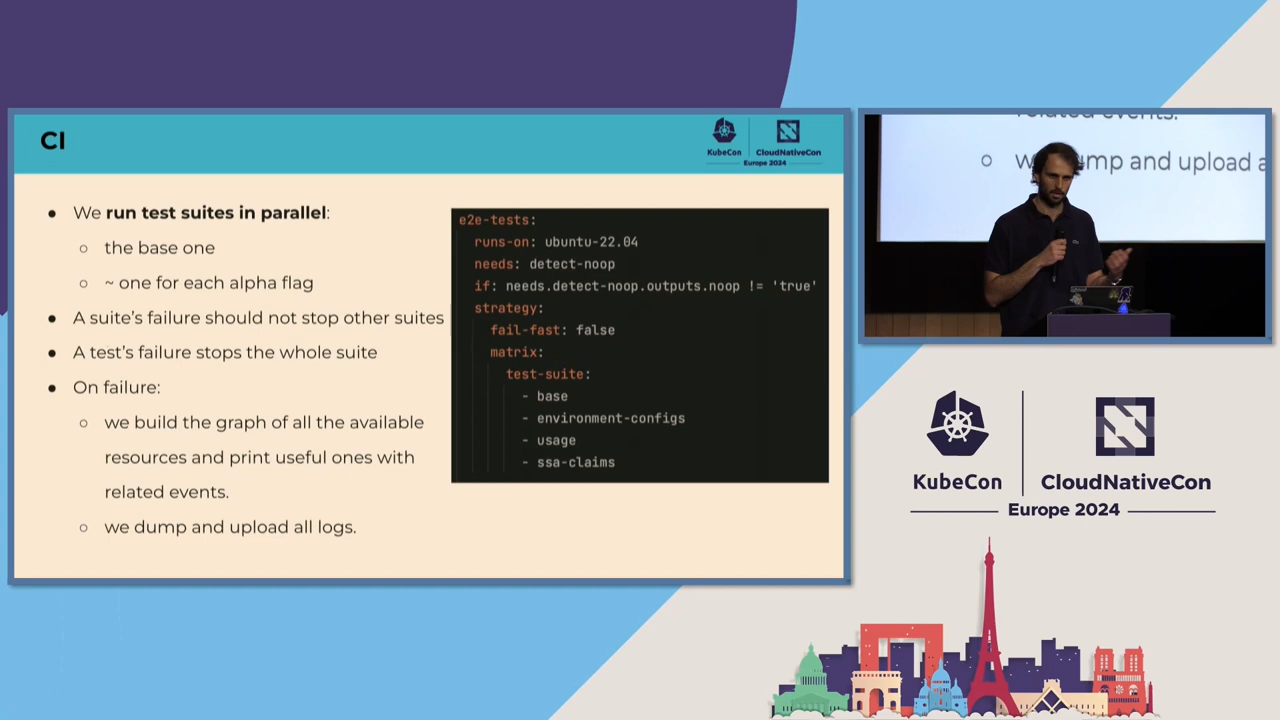 CI
KubeCon
CloudNativeCon
Europe 2024
● We run test suites in parallel:
○ the base one
○ ~ one for each alpha flag
● A suite’s failure should not stop other suites
● A test’s failure stops the whole suite
● On failure:
○ we build the graph of all the available
resources and print useful ones with
related events.
○ we dump and upload all logs.
e2e-tests:
runs-on: ubuntu-22.04
needs: detect-noop
if: needs.detect-noop.outputs.noop != 'true'
strategy:
fail-fast: false
matrix:
test-suite:
- base
- environment-configs
- usage
- ssa-claims
related events.
○ we dump and upload a
KubeCon
CloudNativeCon
Europe 2024